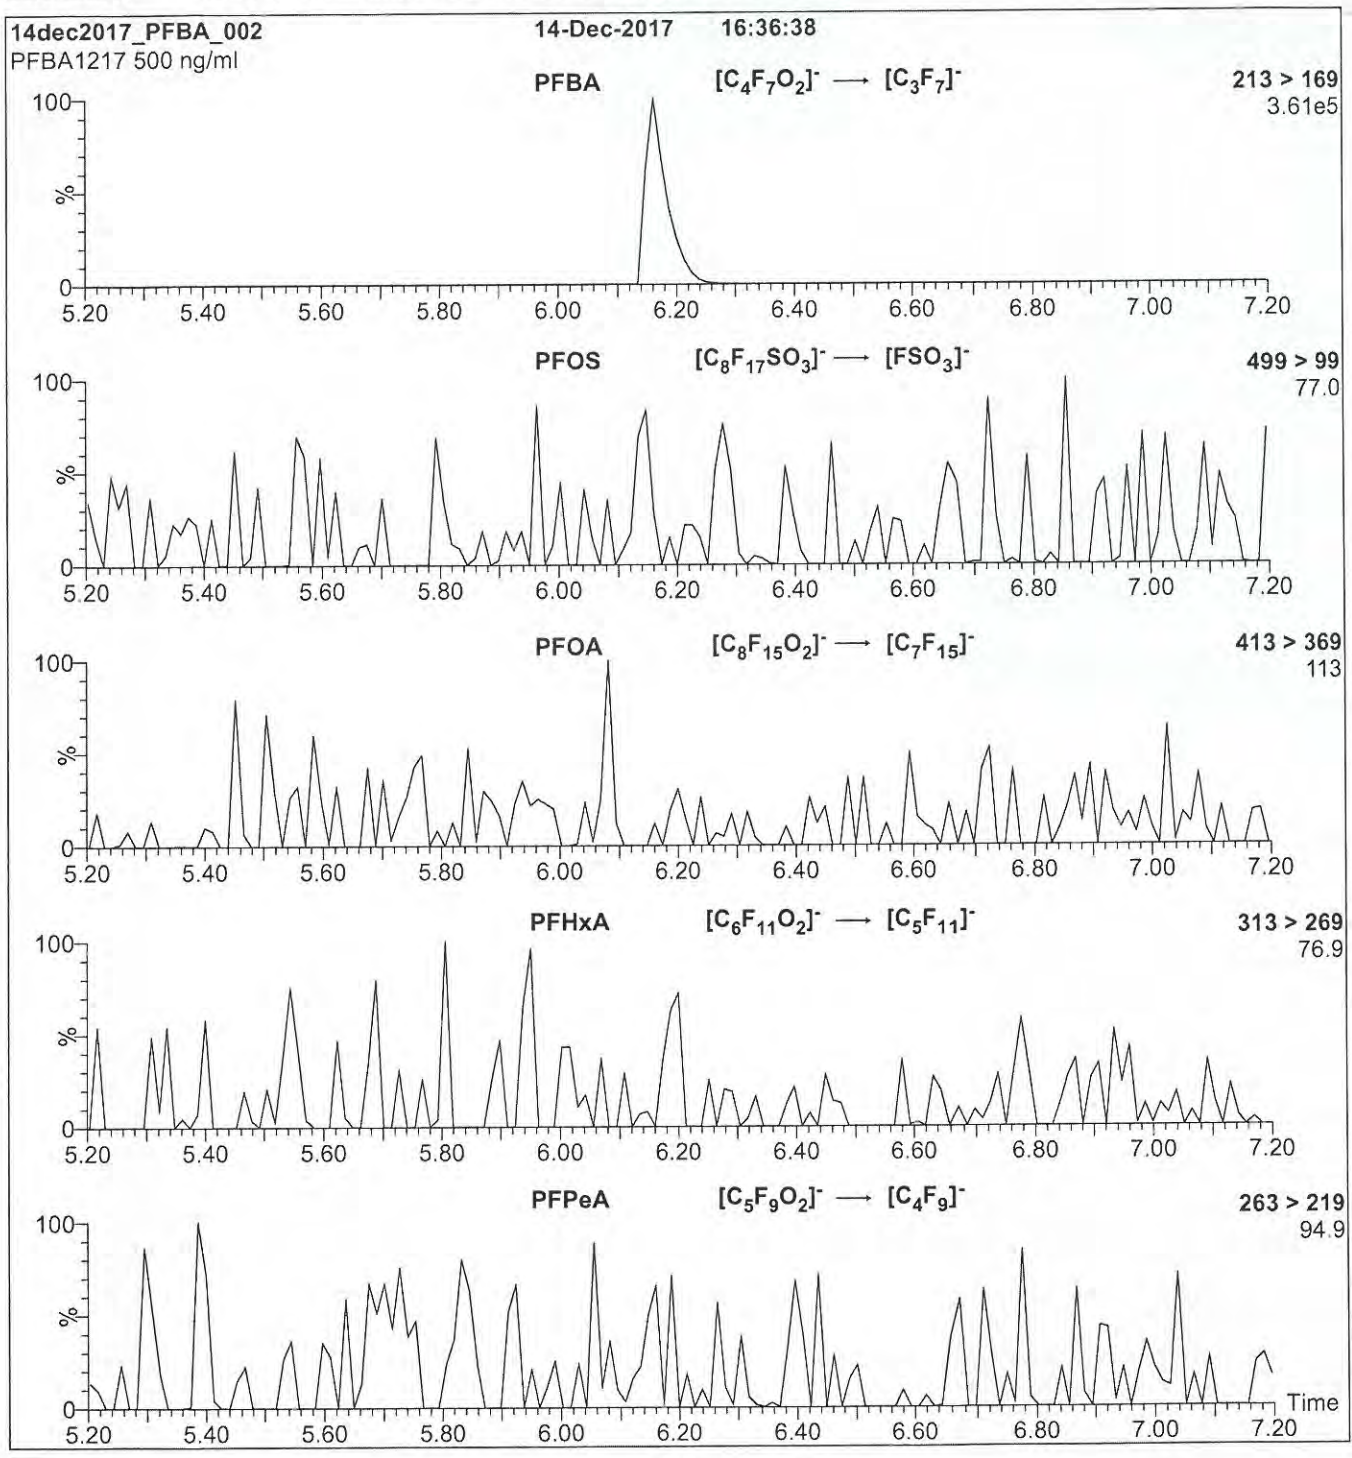 14dec2017_PFBA_002 14-Dec-2017 16:36:38
PFBA1217 500 ng/ml
PFBA [C4F7O2]- ⟶ [C3F7]- 213 > 169
3.61e5
100
%
0
5.20 5.40 5.60 5.80 6.00 6.20 6.40 6.60 6.80 7.00 7.20
PFOS [C8F17SO3]- ⟶ [FSO3]- 499 > 99
77.0
100
%
0
5.20 5.40 5.60 5.80 6.00 6.20 6.40 6.60 6.80 7.00 7.20
PFOA [C8F15O2]- ⟶ [C7F15]- 413 > 369
113
100
%
0
5.20 5.40 5.60 5.80 6.00 6.20 6.40 6.60 6.80 7.00 7.20
PFHxA [C6F11O2]- ⟶ [C5F11]- 313 > 269
76.9
100
%
0
5.20 5.40 5.60 5.80 6.00 6.20 6.40 6.60 6.80 7.00 7.20
PFPeA [C5F9O2]- ⟶ [C4F9]- 263 > 219
94.9
100
%
0
Time
5.20 5.40 5.60 5.80 6.00 6.20 6.40 6.60 6.80 7.00 7.20